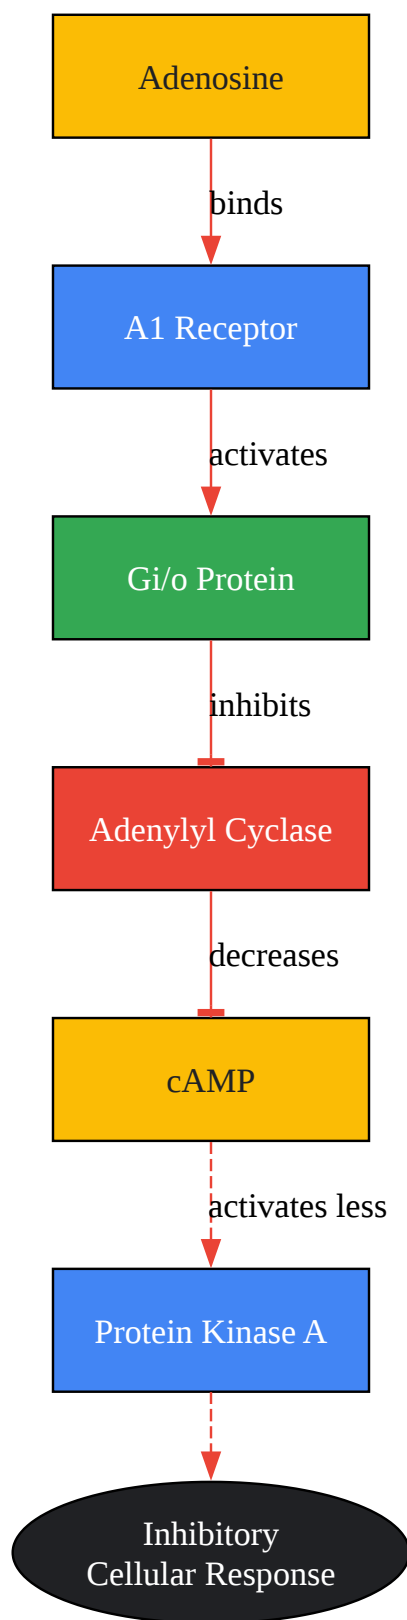 Adenosine
binds
A1 Receptor
activates
Gi/o Protein
inhibits
Adenylyl Cyclase
decreases
cAMP
activates less
Protein Kinase A
Inhibitory
Cellular Response